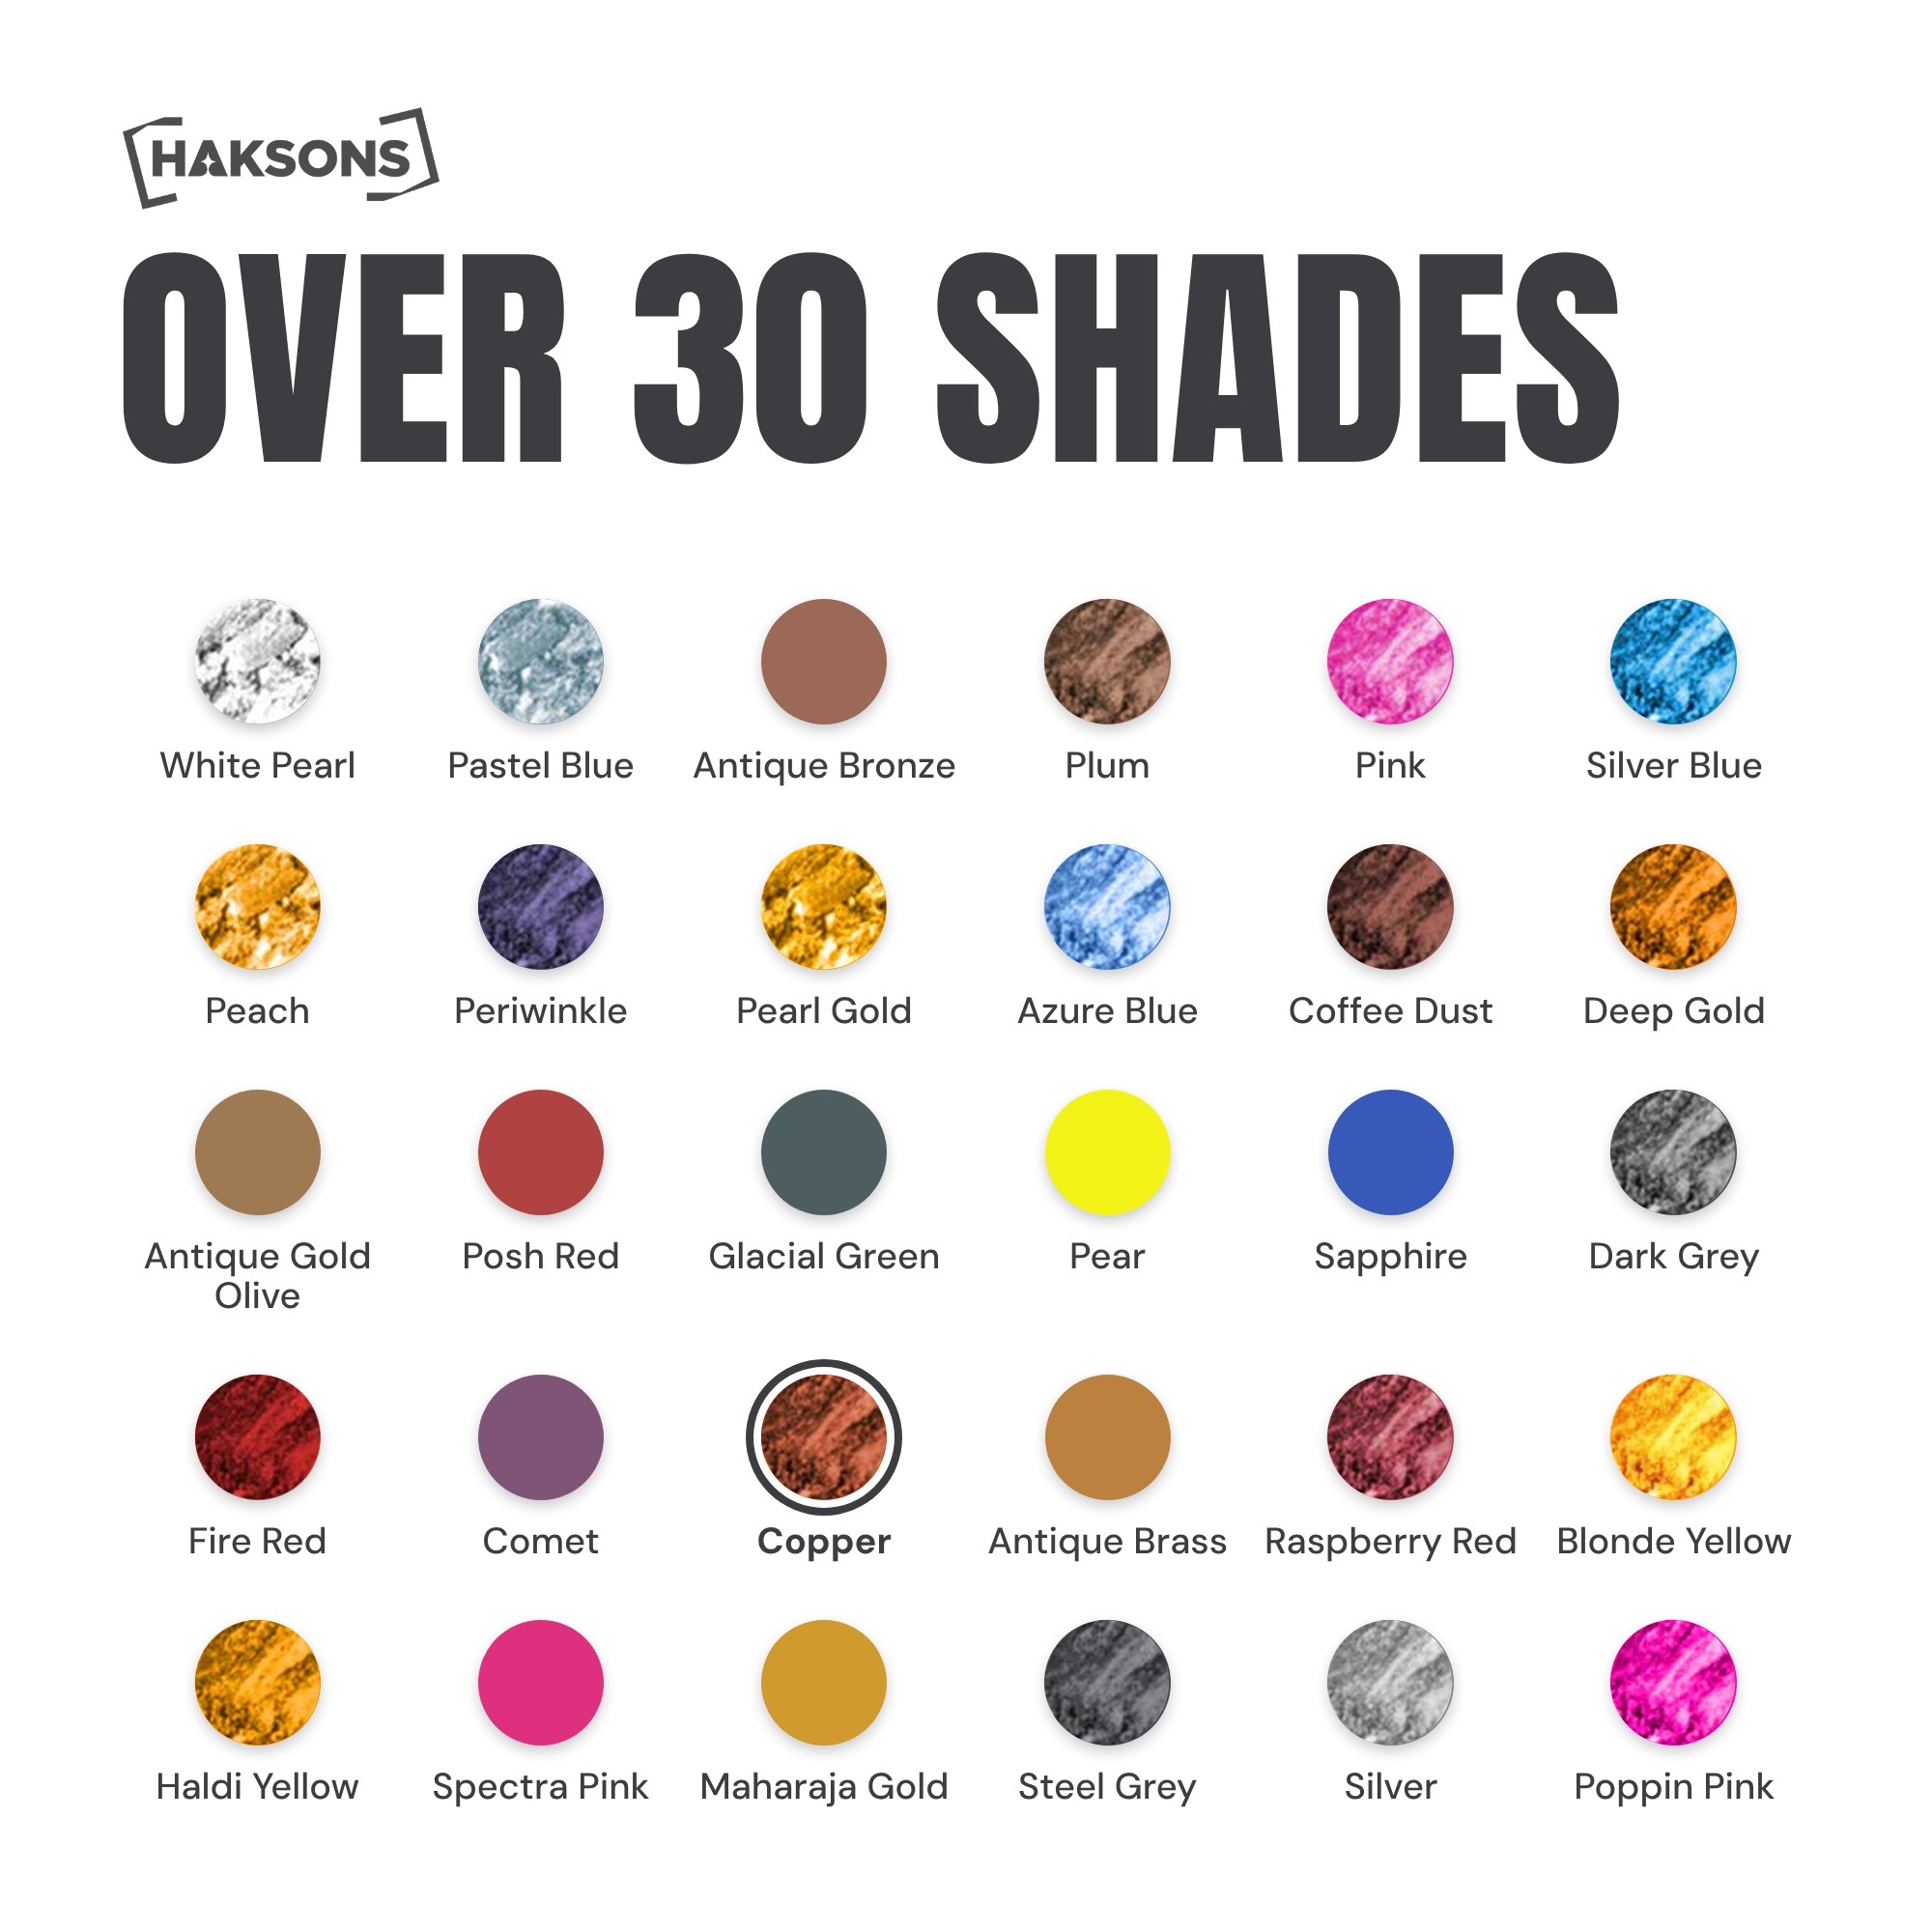 HAKSONS
OVER 30 SHADES
White Pearl
Pastel Blue
Antique Bronze
Plum
Pink
Silver Blue
Peach
Periwinkle
Pearl Gold
Azure Blue
Coffee Dust
Deep Gold
Antique Gold
Olive
Posh Red
Glacial Green
Pear
Sapphire
Dark Grey
Fire Red
Comet
Copper
Antique Brass
Raspberry Red
Blonde Yellow
Haldi Yellow
Spectra Pink
Maharaja Gold
Steel Grey
Silver
Poppin Pink